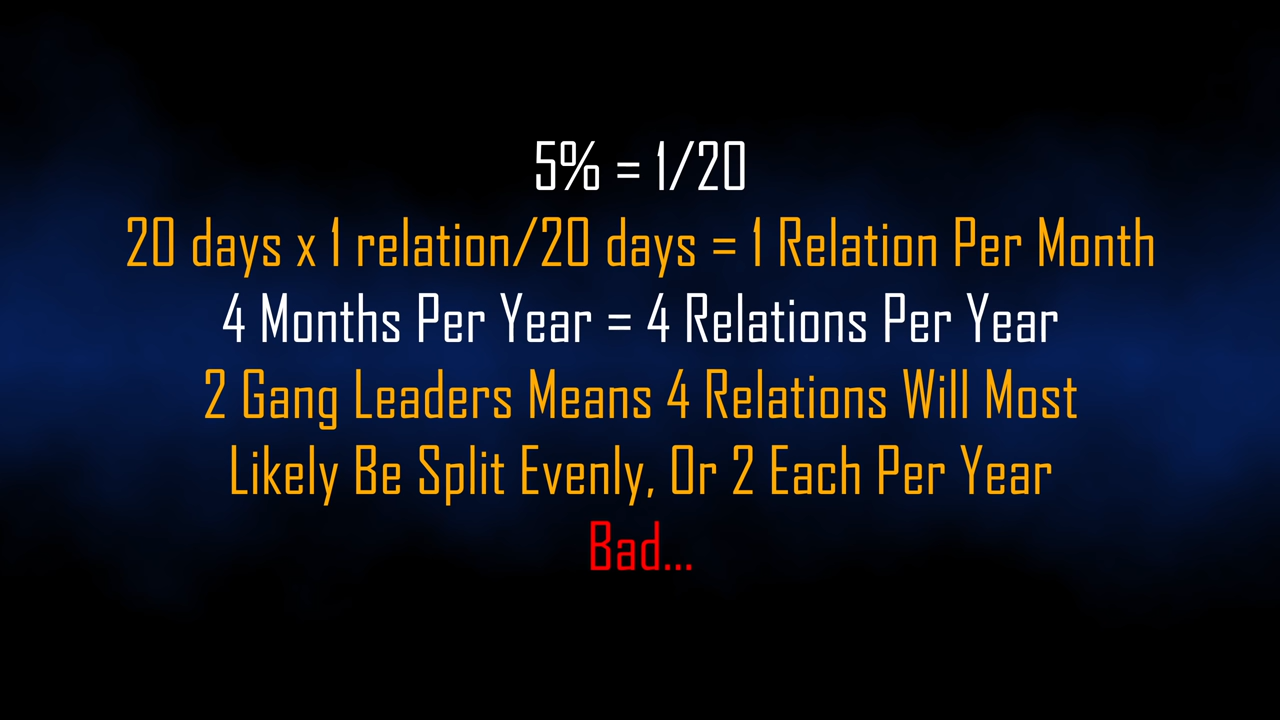 5% = 1/20
20 days x 1 relation/20 days = 1 Relation Per Month
4 Months Per Year = 4 Relations Per Year
2 Gang Leaders Means 4 Relations Will Most
Likely Be Split Evenly, Or 2 Each Per Year
Bad...